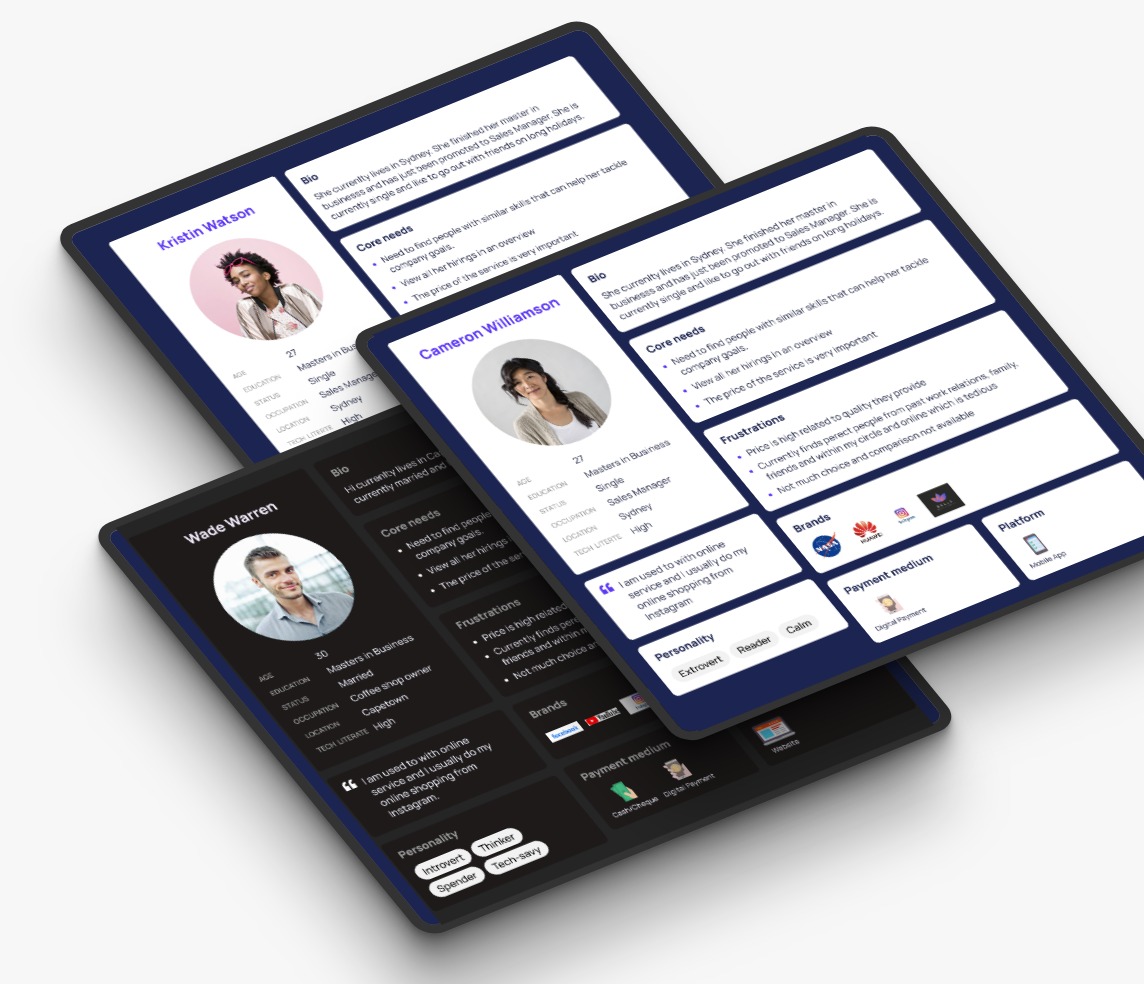 Kristin Watson
AGE 27
EDUCATION Masters in Bus
STATUS Single
OCCUPATION Sales Manage
LOCATION Sydney
TECH LITERTE High
Bio
She currently lives in Sydney. She finished her master in
businesss and has just been promoted to Sales Manager. She is
currently single and like to go out with friends on long holidays.
Core needs
Need to find people with similar skills that can help her tackle
company goals.
View all her hirings in an overview
The price of the service is very important
Cameron Williamson
AGE 27
EDUCATION Masters in Business
STATUS Single
OCCUPATION Sales Manager
LOCATION Sydney
TECH LITERTE High
“ I am used to with online
service and I usually do my
online shopping from
Instagram
Personality
Extrovert Reader Calm
Bio
She currently lives in Sydney. She finished her master in
businesss and has just been promoted to Sales Manager. She is
currently single and like to go out with friends on long holidays.
Core needs
Need to find people with similar skills that can help her tackle
company goals.
View all her hirings in an overview
The price of the service is very important
Frustrations
Price is high related to quality they provide
Currently finds perect people from past work relations, family,
friends and within my circle and online which is tedious
Not much choice and comparison not available
Brands
NASA
HUAWEI
Instagram
Payment medium
Digital Payment
Platform
Mobile App
Wade Warren
AGE 30
EDUCATION Masters in Business
STATUS Married
OCCUPATION Coffee shop owner
LOCATION Capetown
TECH LITERATE High
“ I am used to with online
service and I usually do my
online shopping from
Instagram.
Personality
Introvert Thinker
Spender Tech-savy
Bio
Hi currently lives in Ca
currently married and
Core needs
Need to find people
company goals.
View all her hirings
The price of the se
Frustrations
Price is high related
Currently finds pere
friends and within m
Not much choice an
Brands
facebook
YouTube
Payment medium
Cash/Cheque Digital Payment
Website